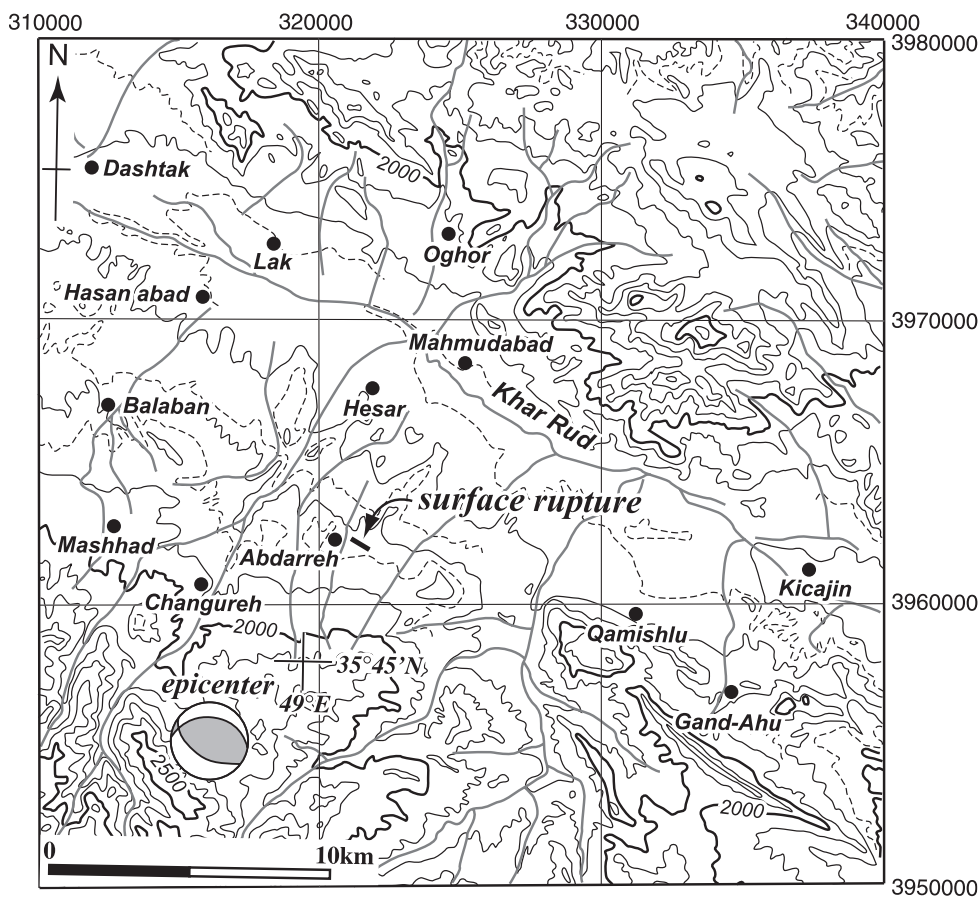 310000 320000 330000 340000
3980000
N
Dashtak
2000
Lak
Oghor
Hasan abad
3970000
Mahmudabad
Balaban
Hesar
Khar Rud
surface rupture
Mashhad
Abdarreh
Kicajin
Changureh
3960000
2000
Qamishlu
35°45'N
epicenter
49°E
Gand-Ahu
2500
2000
0 10km
3950000